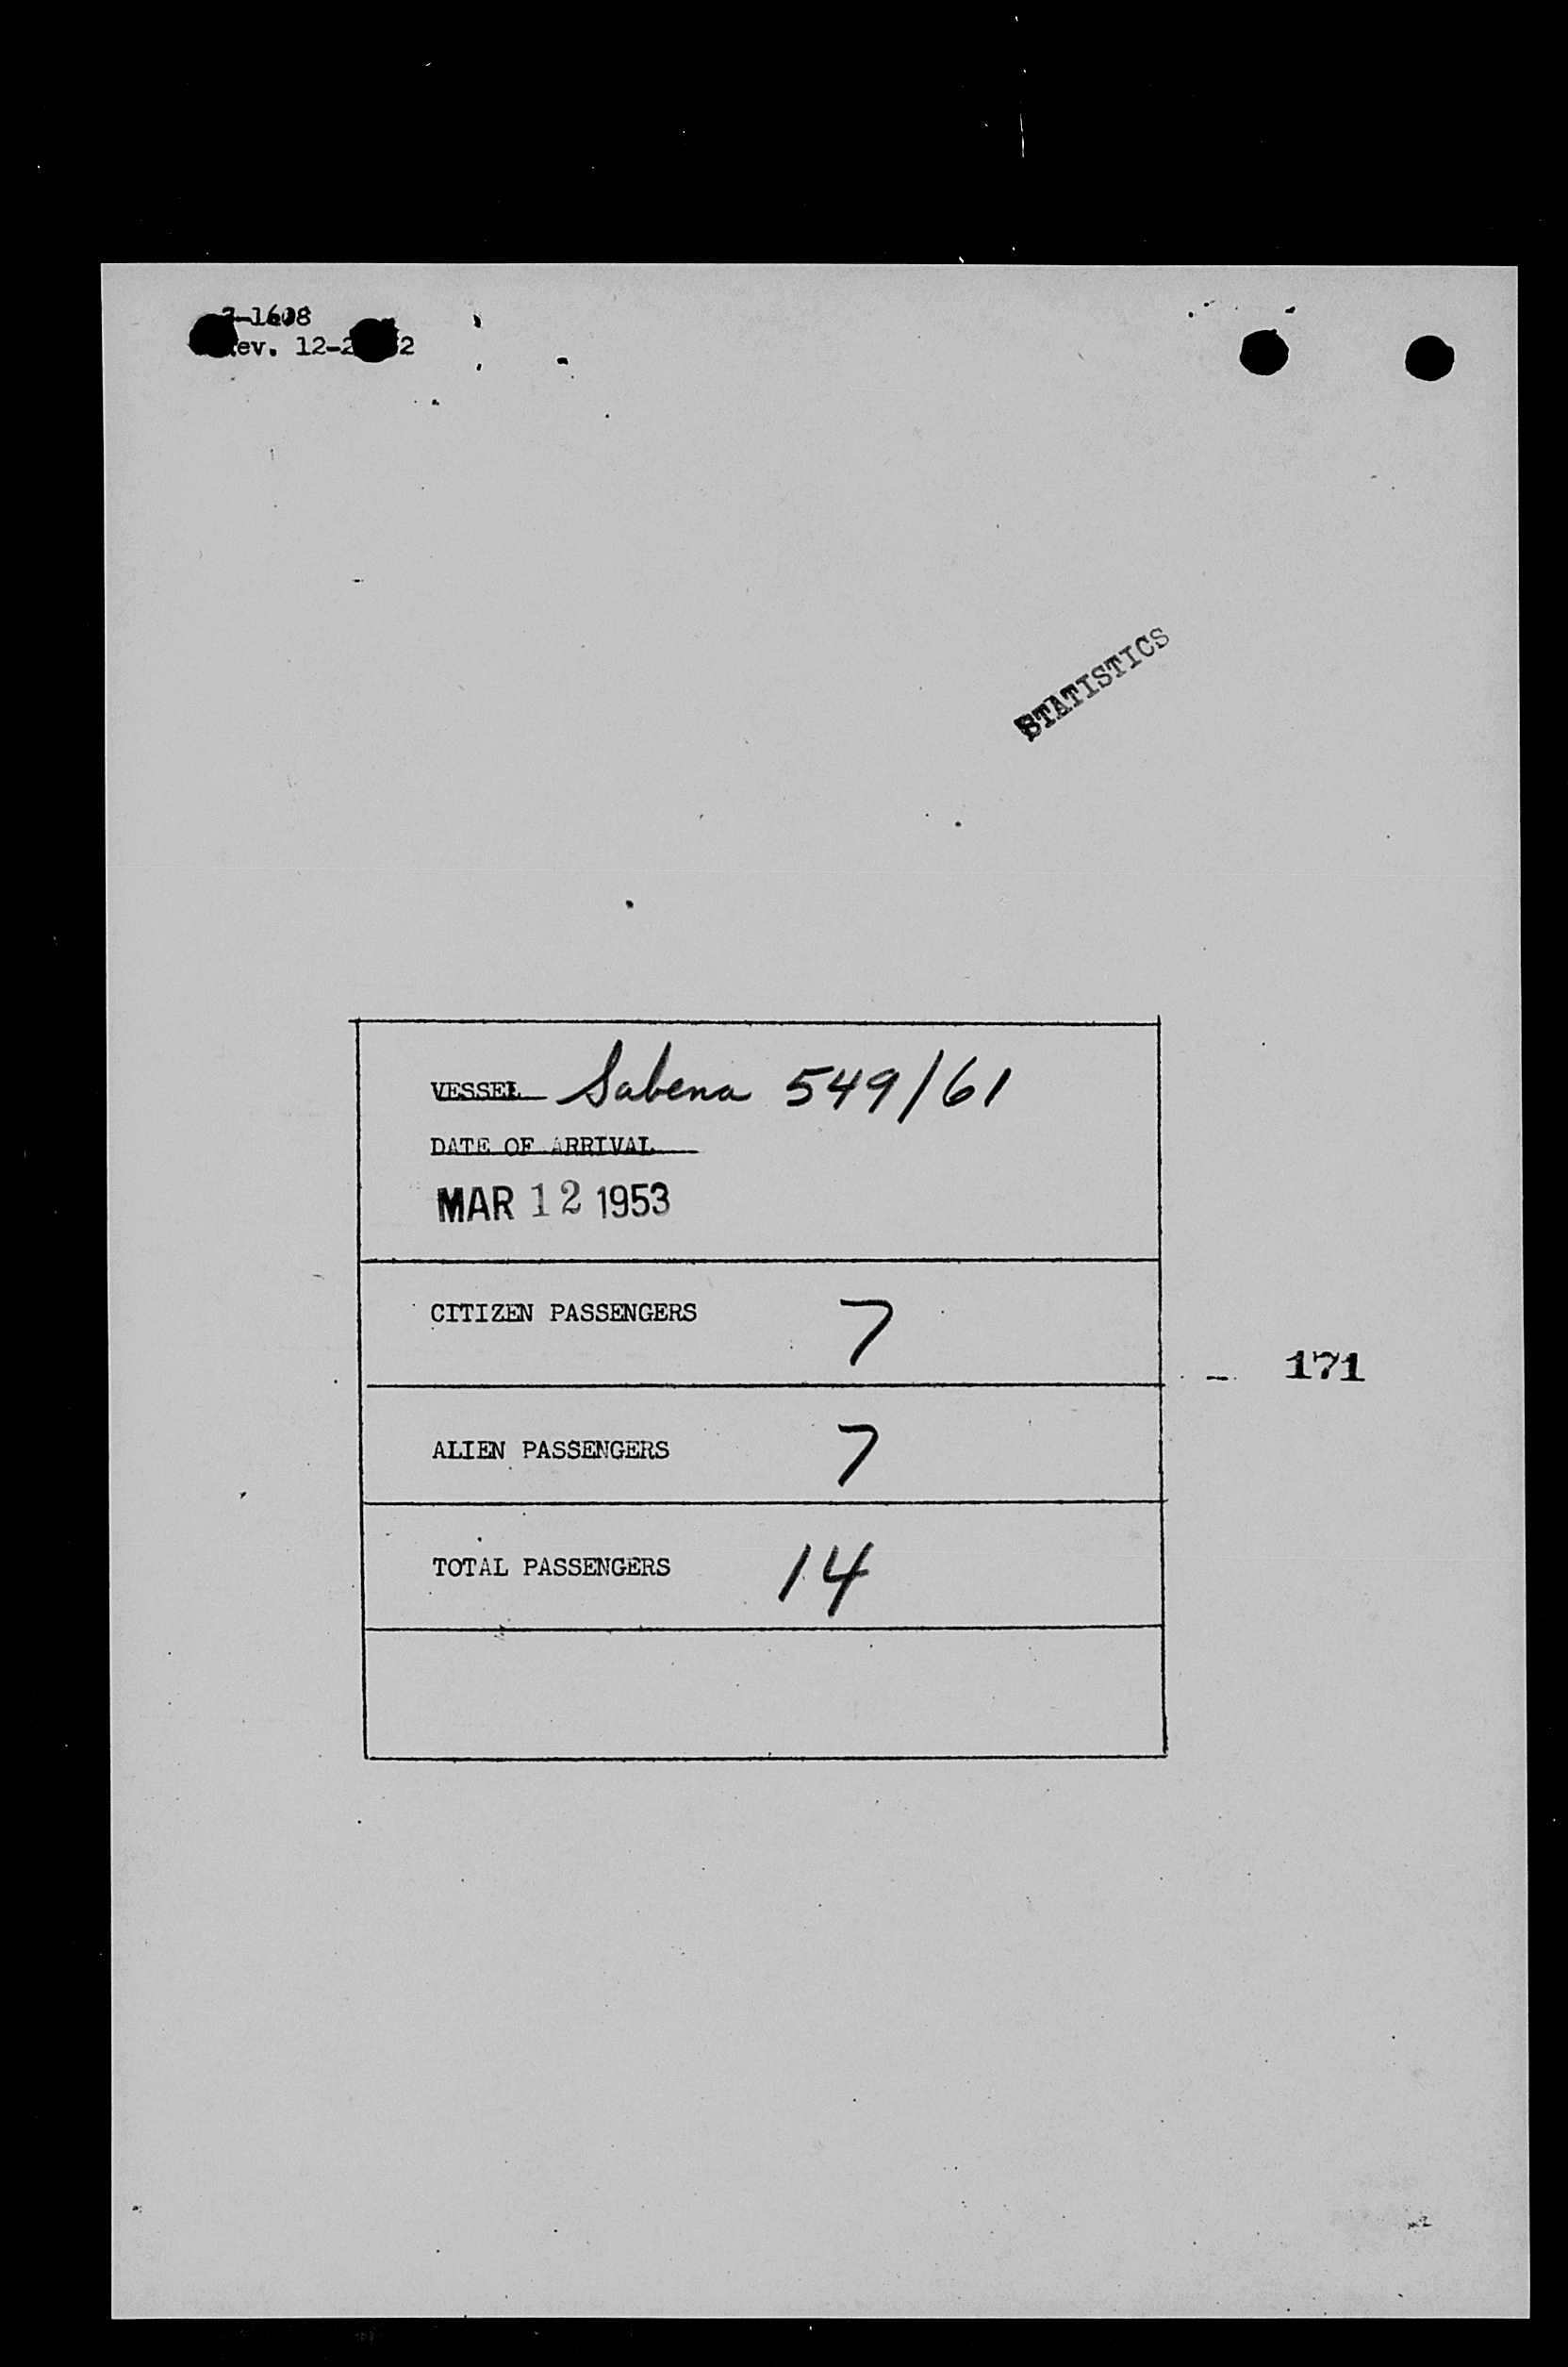 -1608
ev. 12-2 2
STATISTICS
VESSEL Sabena 549/61
DATE OF ARRIVAL
MAR 12 1953
CITIZEN PASSENGERS 7
171
ALIEN PASSENGERS 7
TOTAL PASSENGERS 14